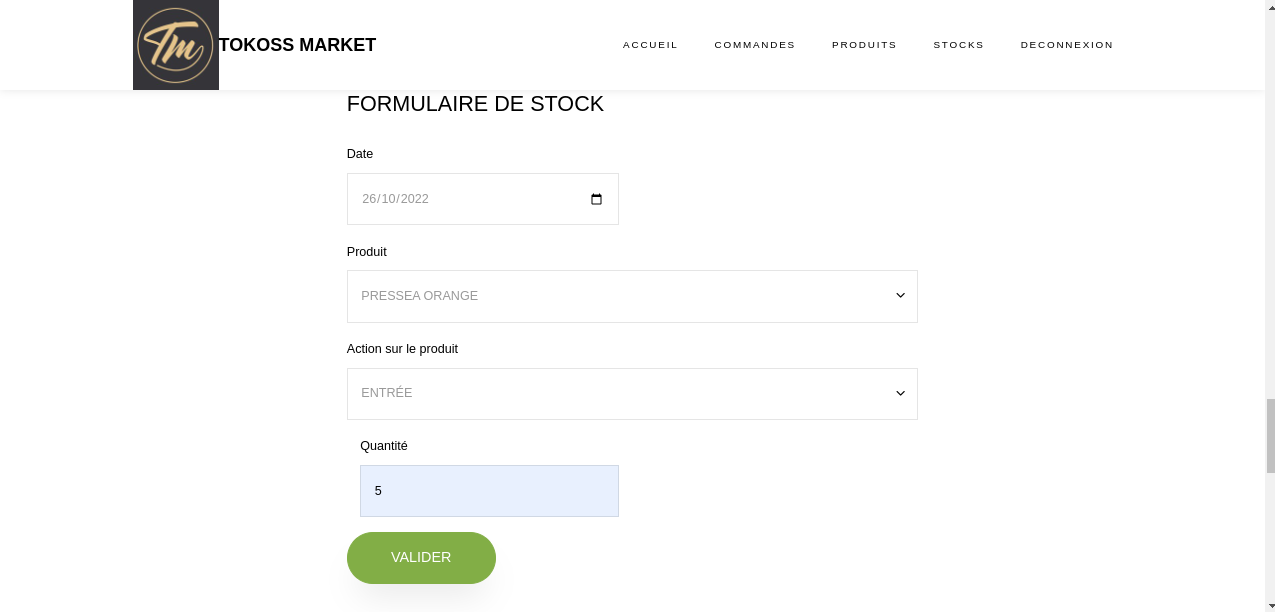 Tm
TOKOSS MARKET
ACCUEIL COMMANDES PRODUITS STOCKS DECONNEXION
FORMULAIRE DE STOCK
Date
26/10/2022
Produit
PRESSEA ORANGE
Action sur le produit
ENTRÉE
Quantité
5
VALIDER